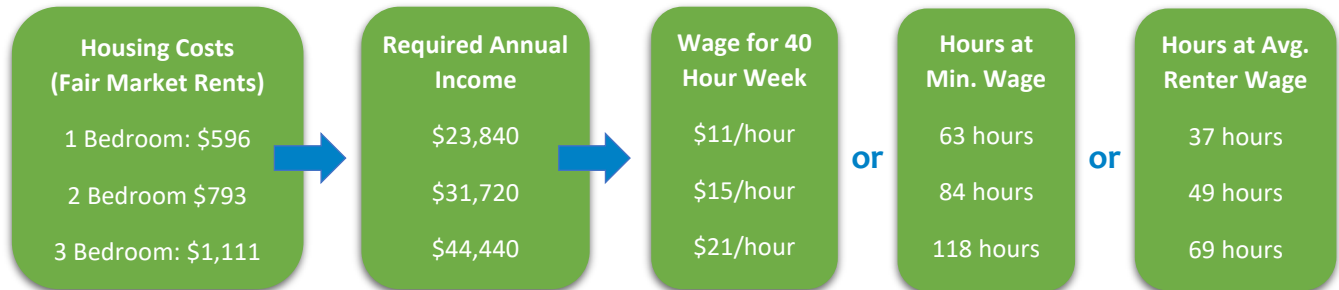 Housing Costs
(Fair Market Rents)
1 Bedroom: $596
2 Bedroom $793
3 Bedroom: $1,111
Required Annual
Income
$23,840
$31,720
$44,440
Wage for 40
Hour Week
$11/hour
$15/hour
$21/hour
or
Hours at
Min. Wage
63 hours
84 hours
118 hours
or
Hours at Avg.
Renter Wage
37 hours
49 hours
69 hours